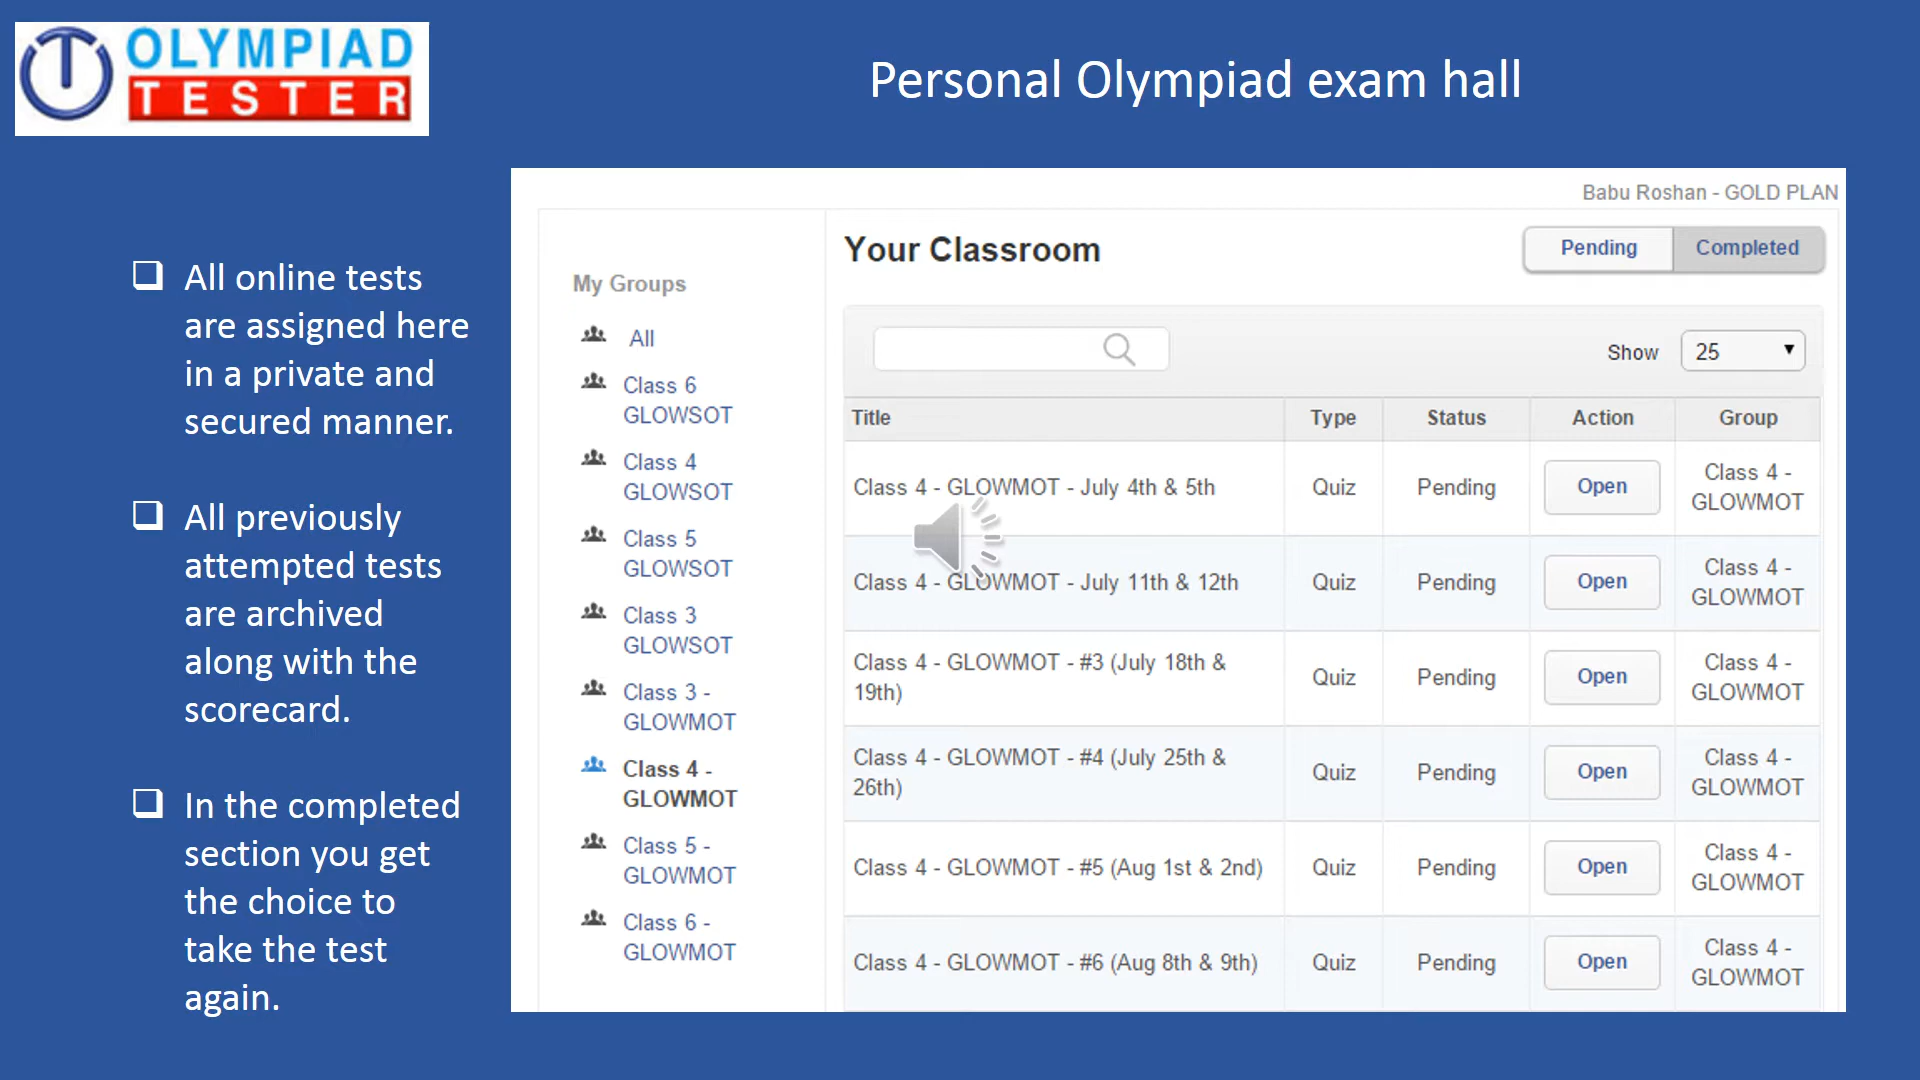 OLYMPIAD
TESTER
Personal Olympiad exam hall
All online tests
are assigned here
in a private and
secured manner.
All previously
attempted tests
are archived
along with the
scorecard.
In the completed
section you get
the choice to
take the test
again.
Babu Roshan - GOLD PLAN
My Groups
All
Class 6
GLOWSOT
Class 4
GLOWSOT
Class 5
GLOWSOT
Class 3
GLOWSOT
Class 3 -
GLOWMOT
Class 4 -
GLOWMOT
Class 5 -
GLOWMOT
Class 6 -
GLOWMOT
Your Classroom
Pending Completed
Show 25
Title Type Status Action Group
Class 4 - GLOWMOT - July 4th & 5th Quiz Pending Open Class 4 -
GLOWMOT
Class 4 - GLOWMOT - July 11th & 12th Quiz Pending Open Class 4 -
GLOWMOT
Class 4 - GLOWMOT - #3 (July 18th &
19th) Quiz Pending Open Class 4 -
GLOWMOT
Class 4 - GLOWMOT - #4 (July 25th &
26th) Quiz Pending Open Class 4 -
GLOWMOT
Class 4 - GLOWMOT - #5 (Aug 1st & 2nd) Quiz Pending Open Class 4 -
GLOWMOT
Class 4 - GLOWMOT - #6 (Aug 8th & 9th) Quiz Pending Open Class 4 -
GLOWMOT